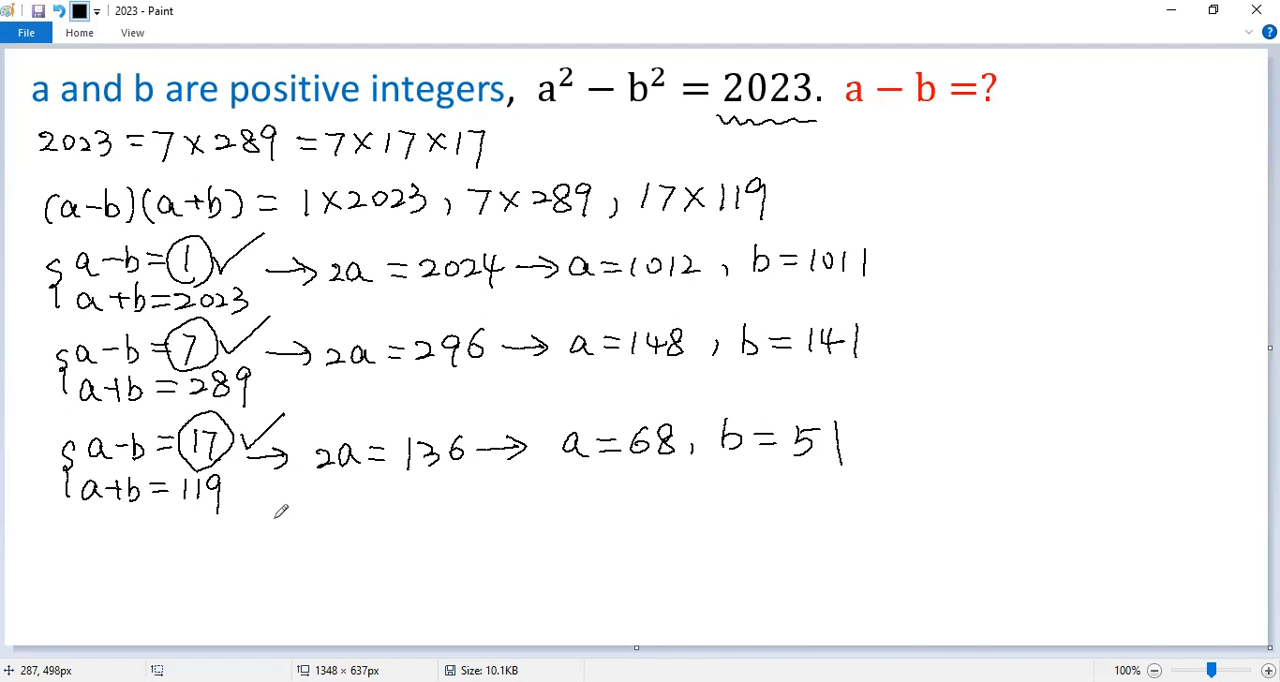 2023 - Paint
File Home View
a and b are positive integers, a² − b² = 2023. a − b =?
2023 = 7 × 289 = 7 × 17 × 17
(a-b)(a+b) = 1 × 2023, 7 × 289, 17 × 119
{ a-b = 1 ✓ → 2a = 2024 → a = 1012, b = 1011
a+b = 2023
{ a-b = 7 ✓ → 2a = 296 → a = 148, b = 141
a+b = 289
{ a-b = 17 ✓ → 2a = 136 → a = 68, b = 51
a+b = 119
287, 498px 1348 × 637px Size: 10.1KB 100%